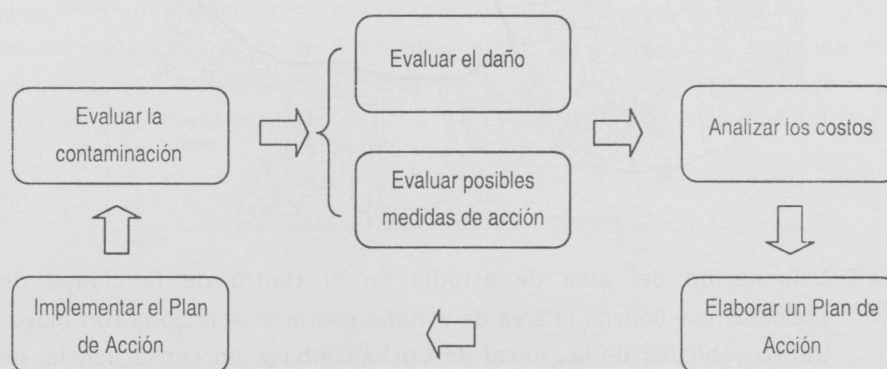 Evaluar el daño
Evaluar la
contaminación
Analizar los costos
Evaluar posibles
medidas de acción
Implementar el Plan
de Acción
Elaborar un Plan de
Acción